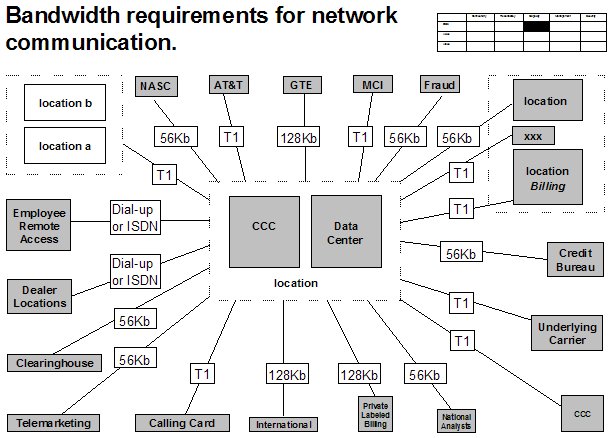 Bandwidth requirements for network
communication.
NASC
AT&T
GTE
MCI
Fraud
location b
location a
location
xxx
location
Billing
56Kb
T1
128Kb
T1
56Kb
56Kb
T1
T1
T1
Employee
Remote
Access
Dial-up
or ISDN
CCC
Data
Center
location
56Kb
Credit
Bureau
Dealer
Locations
Dial-up
or ISDN
T1
Underlying
Carrier
56Kb
T1
Clearinghouse
56Kb
T1
128Kb
128Kb
56Kb
Telemarketing
Calling Card
International
Private
Labeled
Billing
National
Analysts
CCC